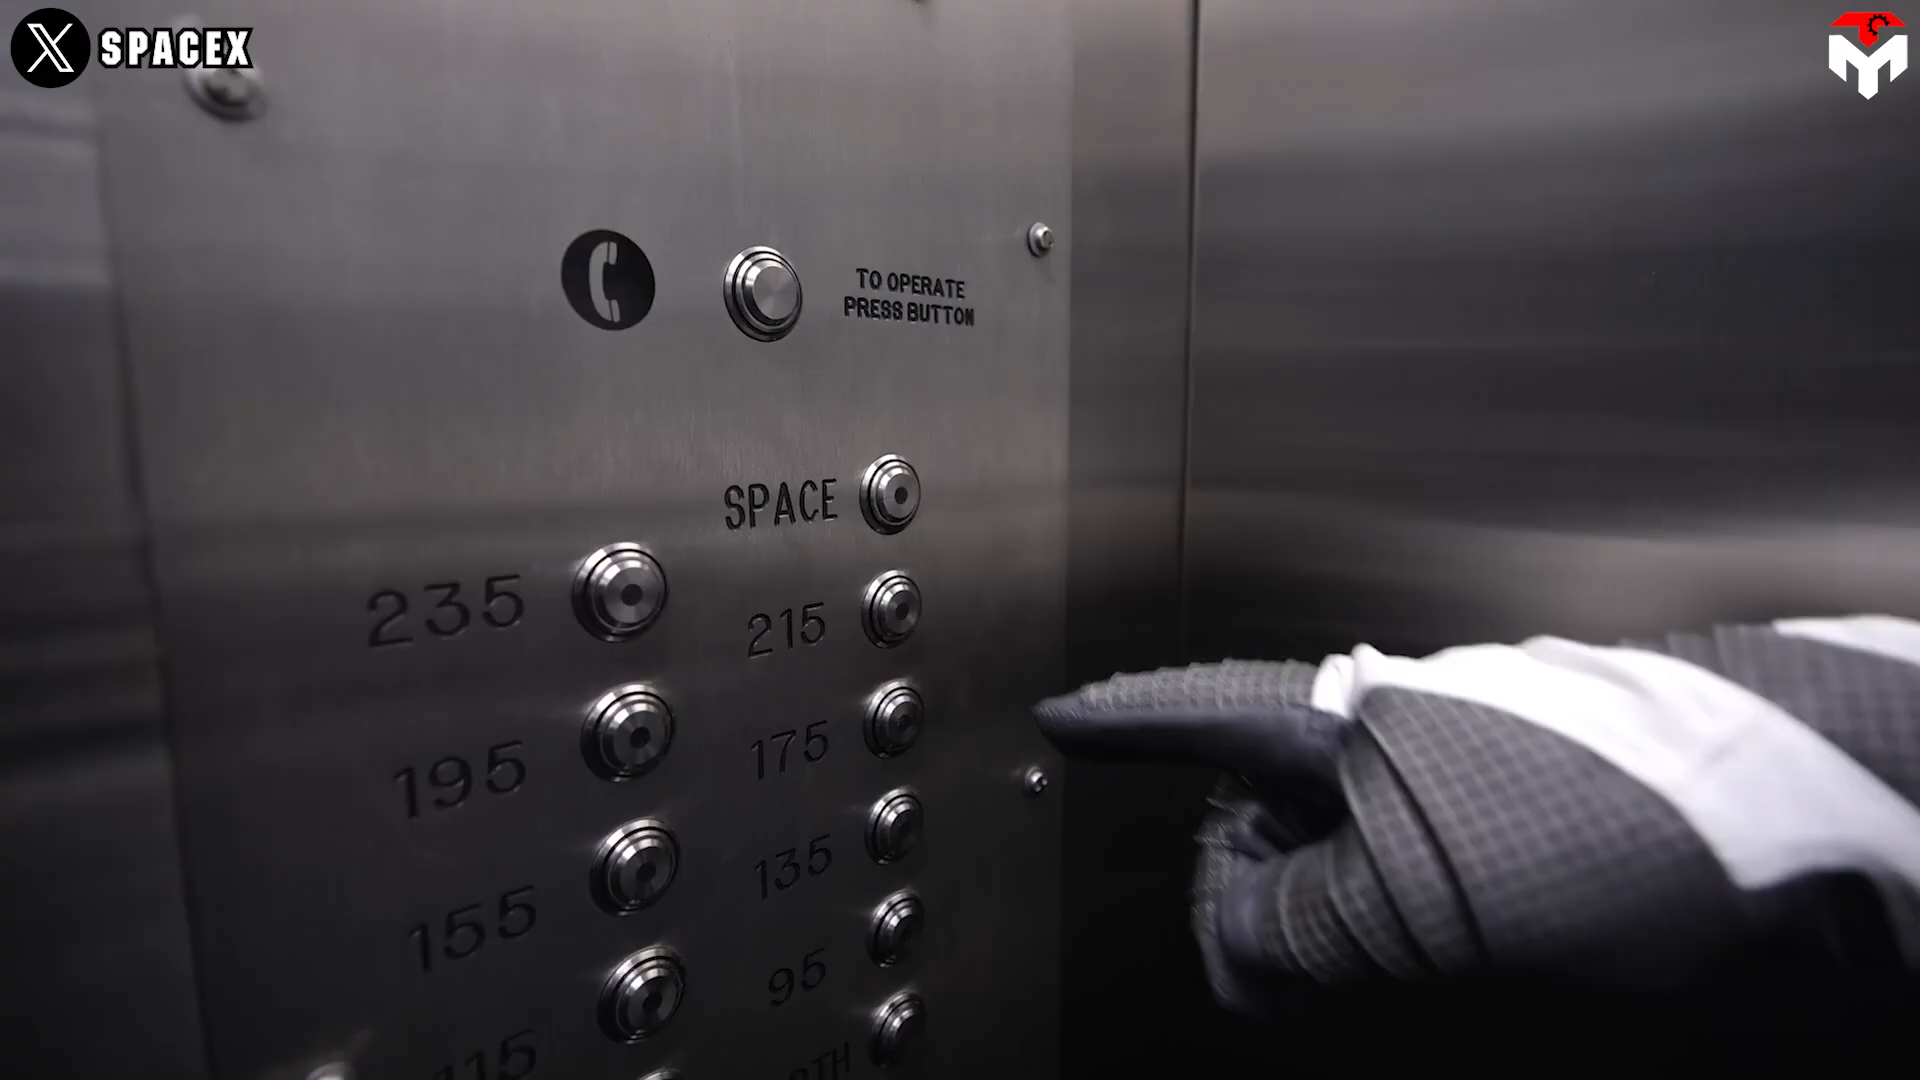 SPACEX
TO OPERATE
PRESS BUTTON
SPACE
235
215
195
175
155
135
95